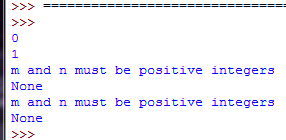 >>> ================================
>>>
0
1
m and n must be positive integers
None
m and n must be positive integers
None
>>>